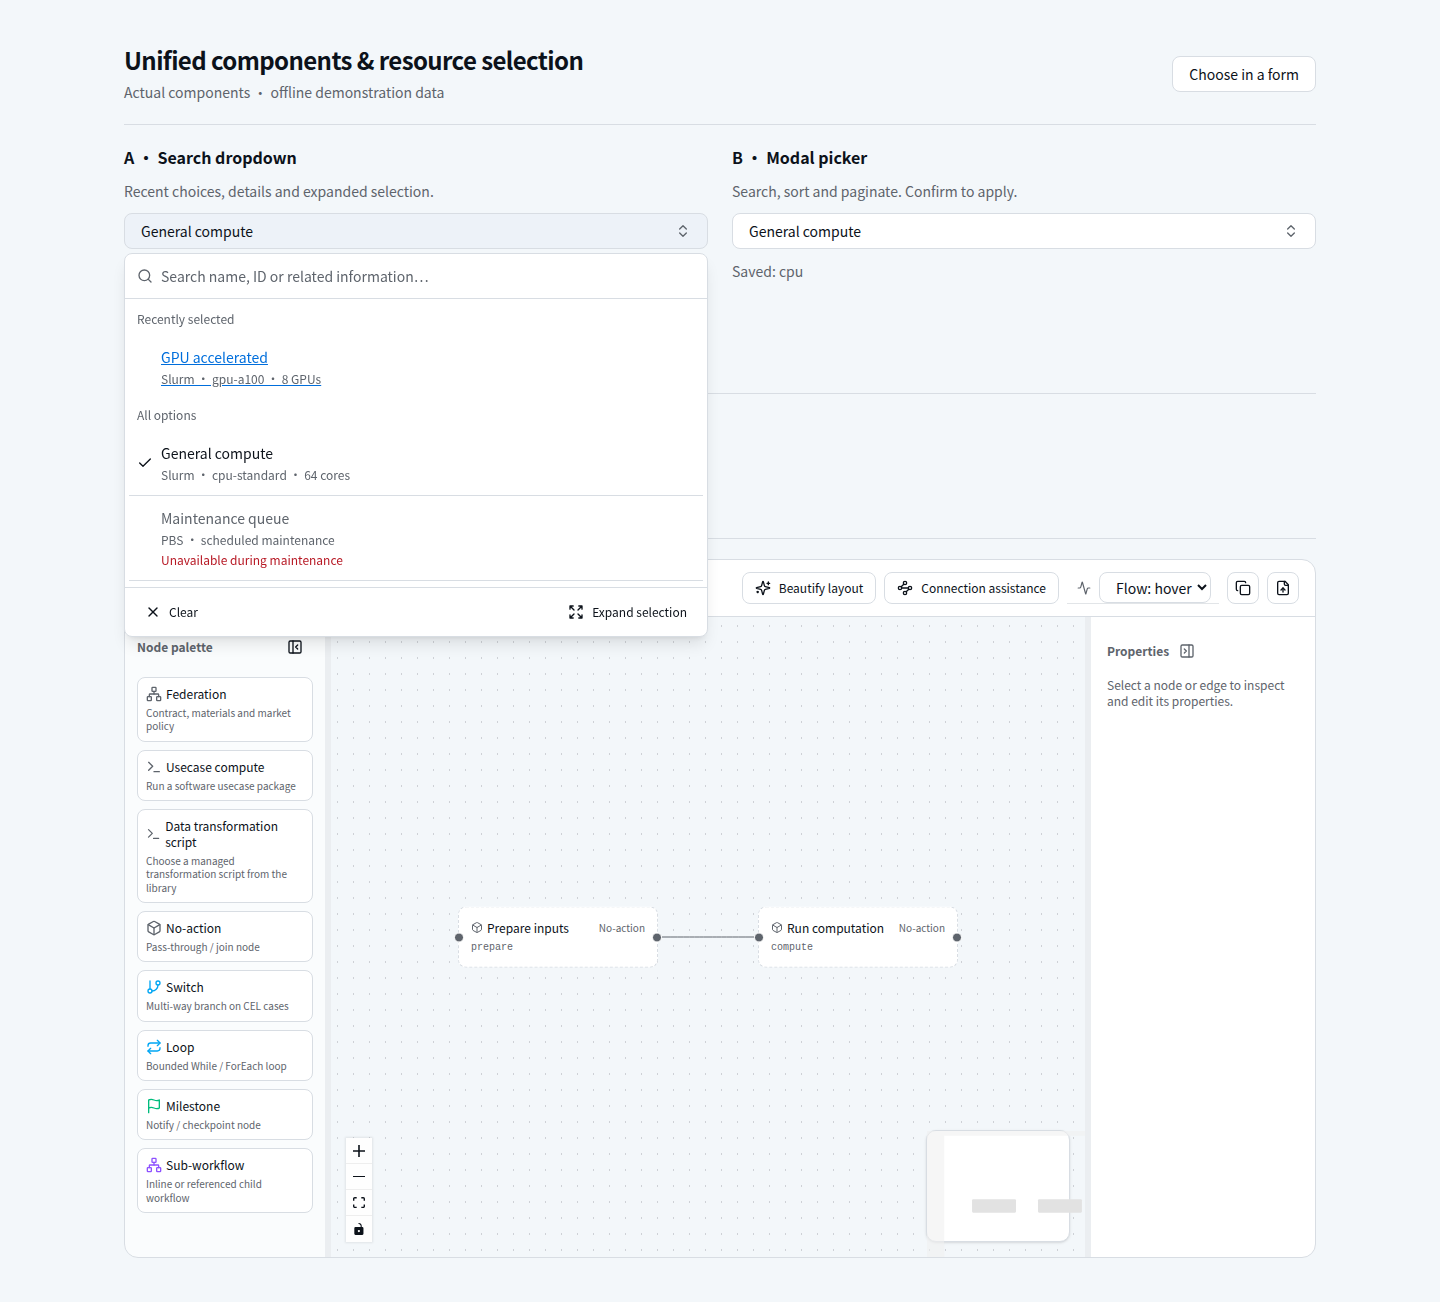 Unified components & resource selection
Actual components • offline demonstration data
Choose in a form
A • Search dropdown
Recent choices, details and expanded selection.
General compute
Search name, ID or related information…
Recently selected
GPU accelerated
Slurm • gpu-a100 • 8 GPUs
All options
General compute
Slurm • cpu-standard • 64 cores
Maintenance queue
PBS • scheduled maintenance
Unavailable during maintenance
Clear
Expand selection
B • Modal picker
Search, sort and paginate. Confirm to apply.
General compute
Saved: cpu
Beautify layout
Connection assistance
Flow: hover
Node palette
Federation
Contract, materials and market
policy
Usecase compute
Run a software usecase package
Data transformation
script
Choose a managed
transformation script from the
library
No-action
Pass-through / join node
Switch
Multi-way branch on CEL cases
Loop
Bounded While / ForEach loop
Milestone
Notify / checkpoint node
Sub-workflow
Inline or referenced child
workflow
Prepare inputs
No-action
prepare
Run computation
No-action
compute
Properties
Select a node or edge to inspect
and edit its properties.